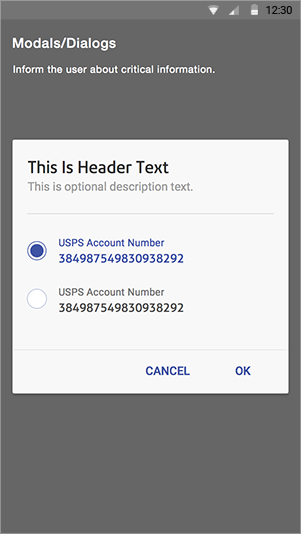 12:30
Modals/Dialogs
Inform the user about critical information.
This Is Header Text
This is optional description text.
USPS Account Number
384987549830938292
USPS Account Number
384987549830938292
CANCEL OK